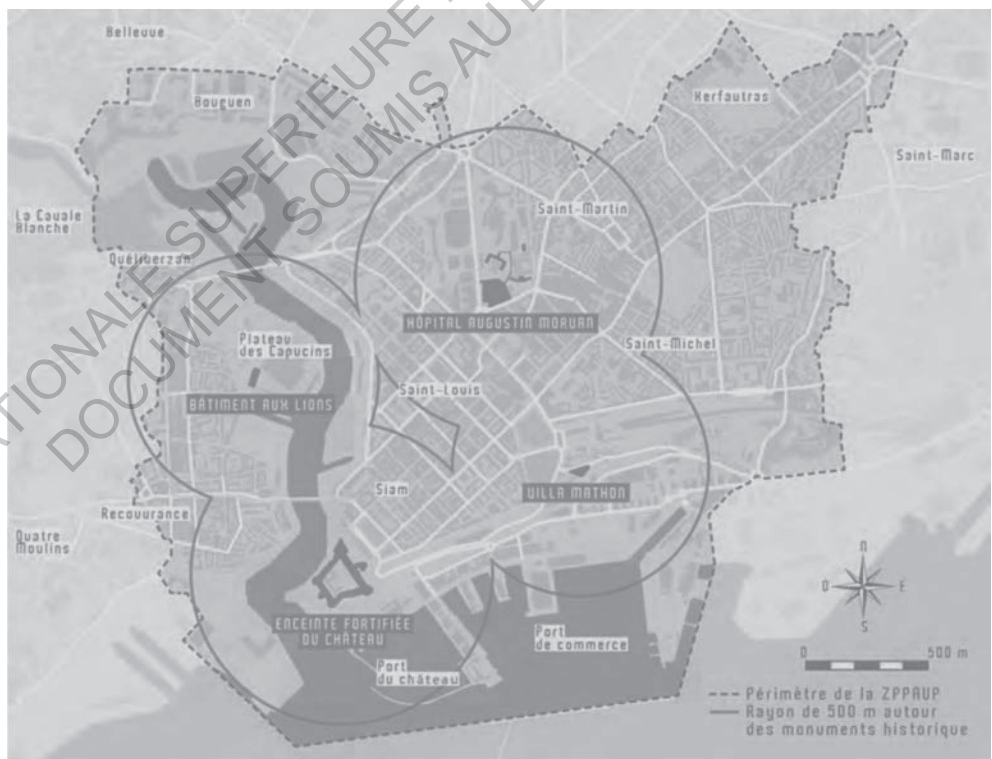 Bellevue
Bouguen
Kerfautras
Saint-Marc
La Cavale
Blanche
Saint-Martin
Quéliverzan
HÔPITAL AUGUSTIN MORVAN
Plateau
des Capucins
Saint-Michel
Saint-Louis
BÂTIMENT AUX LIONS
Siam
VILLA MATHON
Recouvrance
Quatre
Moulins
N
O
E
S
ENCEINTE FORTIFIÉE
DU CHÂTEAU
Port
de commerce
Port
du château
0 500 m
Périmètre de la ZPPAUP
Rayon de 500 m autour
des monuments historique
NATIONALE SUPERIEURE
DOCUMENT SOUMIS AU